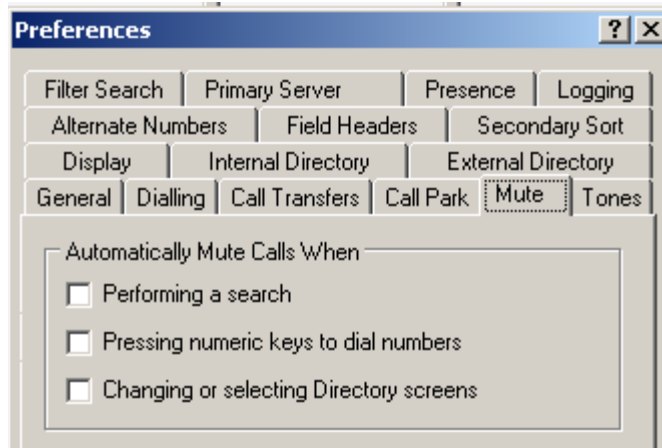 Preferences
Filter Search Primary Server Presence Logging
Alternate Numbers Field Headers Secondary Sort
Display Internal Directory External Directory
General Dialling Call Transfers Call Park Mute Tones
Automatically Mute Calls When
Performing a search
Pressing numeric keys to dial numbers
Changing or selecting Directory screens